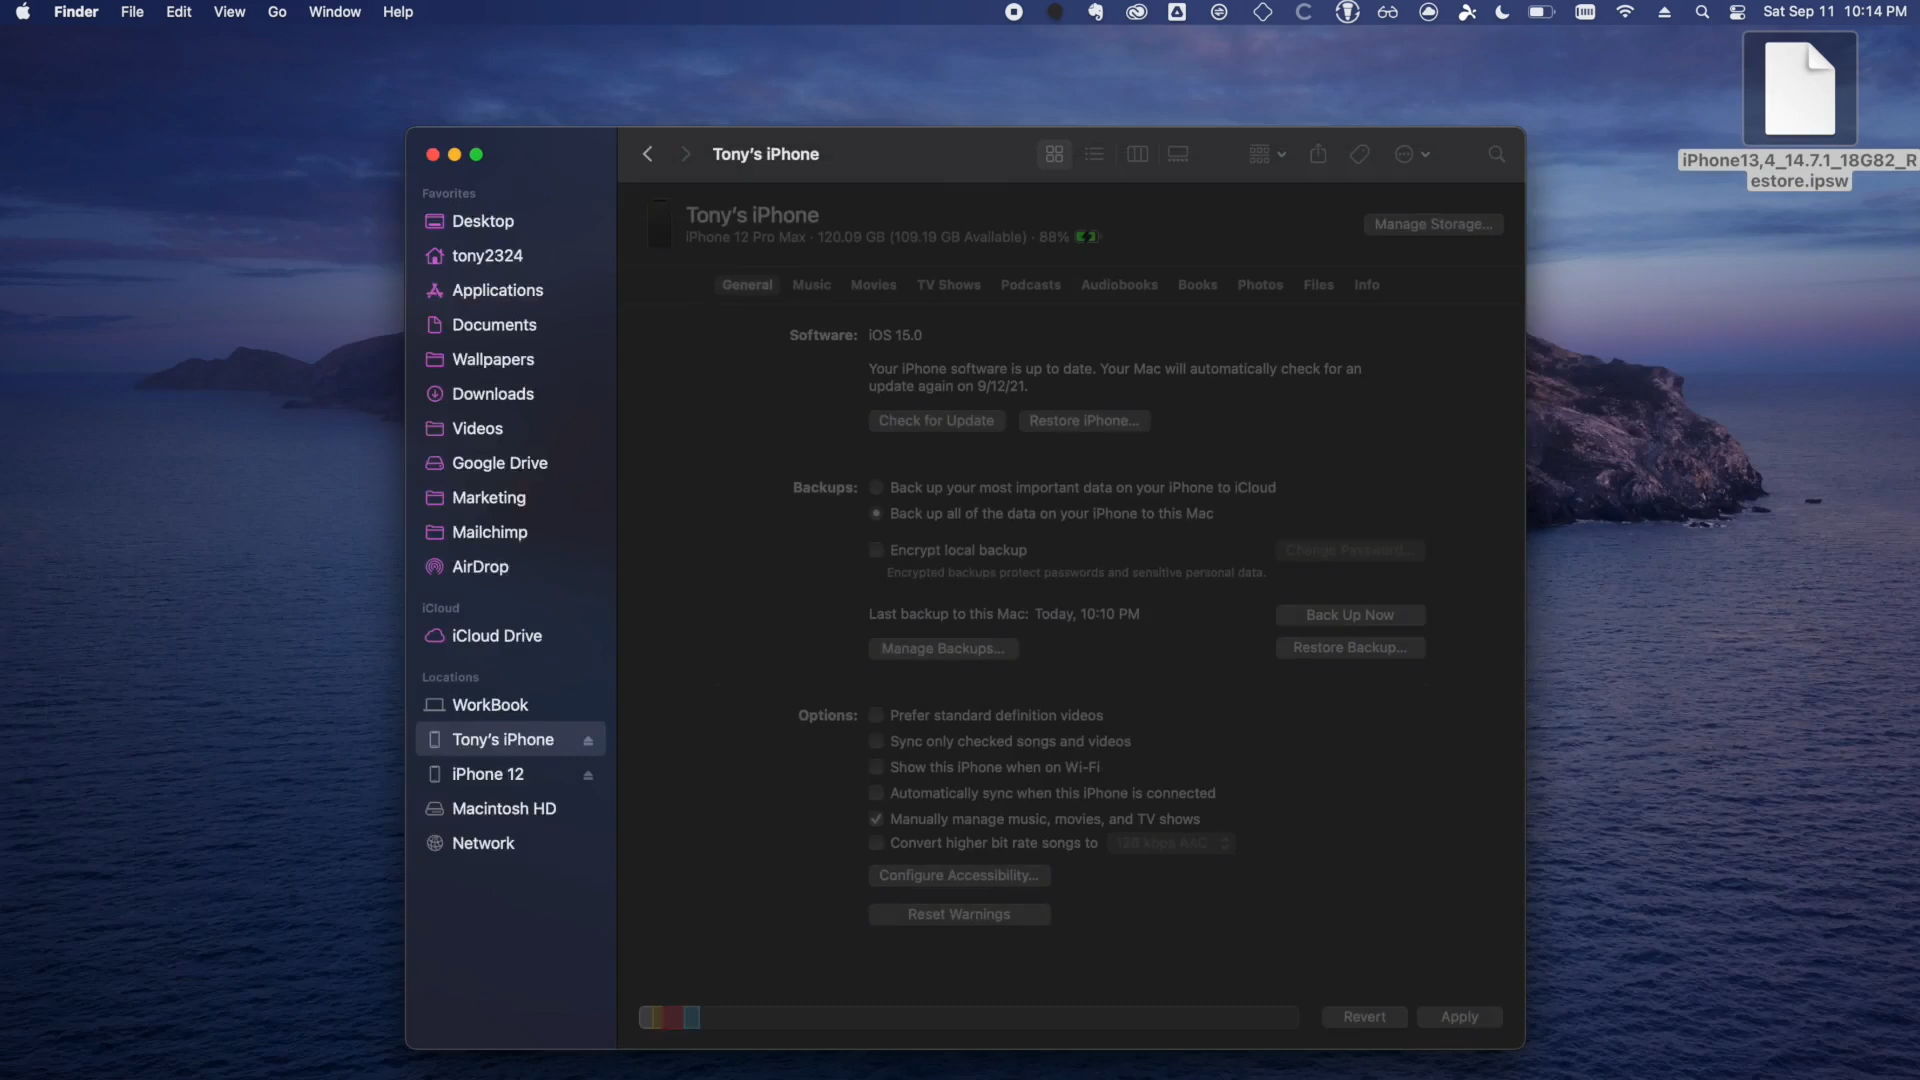 Finder File Edit View Go Window Help
Sat Sep 11 10:14 PM
iPhone13,4_14.7.1_18G82_R
estore.ipsw
Tony's iPhone
Favorites
Desktop
tony2324
Applications
Documents
Wallpapers
Downloads
Videos
Google Drive
Marketing
Mailchimp
AirDrop
iCloud
iCloud Drive
Locations
WorkBook
Tony's iPhone
iPhone 12
Macintosh HD
Network
Tony's iPhone
iPhone 12 Pro Max · 120.09 GB (109.19 GB Available) · 88%
Manage Storage...
General Music Movies TV Shows Podcasts Audiobooks Books Photos Files Info
Software: iOS 15.0
Your iPhone software is up to date. Your Mac will automatically check for an
update again on 9/12/21.
Check for Update Restore iPhone...
Backups: Back up your most important data on your iPhone to iCloud
Back up all of the data on your iPhone to this Mac
Encrypt local backup
Change Password...
Encrypted backups protect passwords and sensitive personal data.
Last backup to this Mac: Today, 10:10 PM
Back Up Now
Manage Backups...
Restore Backup...
Options: Prefer standard definition videos
Sync only checked songs and videos
Show this iPhone when on Wi-Fi
Automatically sync when this iPhone is connected
Manually manage music, movies, and TV shows
Convert higher bit rate songs to 128 kbps AAC
Configure Accessibility...
Reset Warnings
Revert Apply